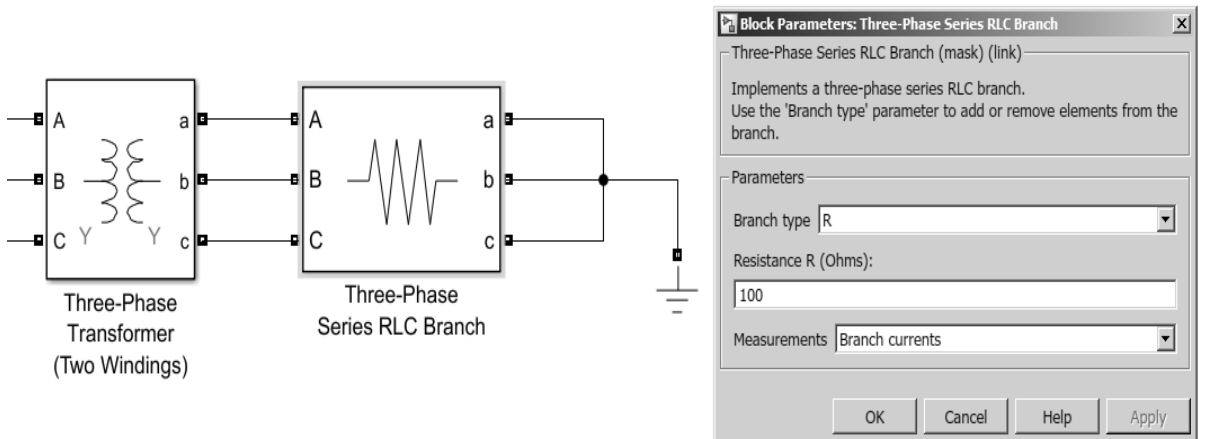 A
B
C
Y
Y
a
b
c
Three-Phase
Transformer
(Two Windings)
A
B
C
a
b
c
Three-Phase
Series RLC Branch
Block Parameters: Three-Phase Series RLC Branch
X
Three-Phase Series RLC Branch (mask) (link)
Implements a three-phase series RLC branch.
Use the 'Branch type' parameter to add or remove elements from the
branch.
Parameters
Branch type R
Resistance R (Ohms):
100
Measurements Branch currents
OK Cancel Help Apply